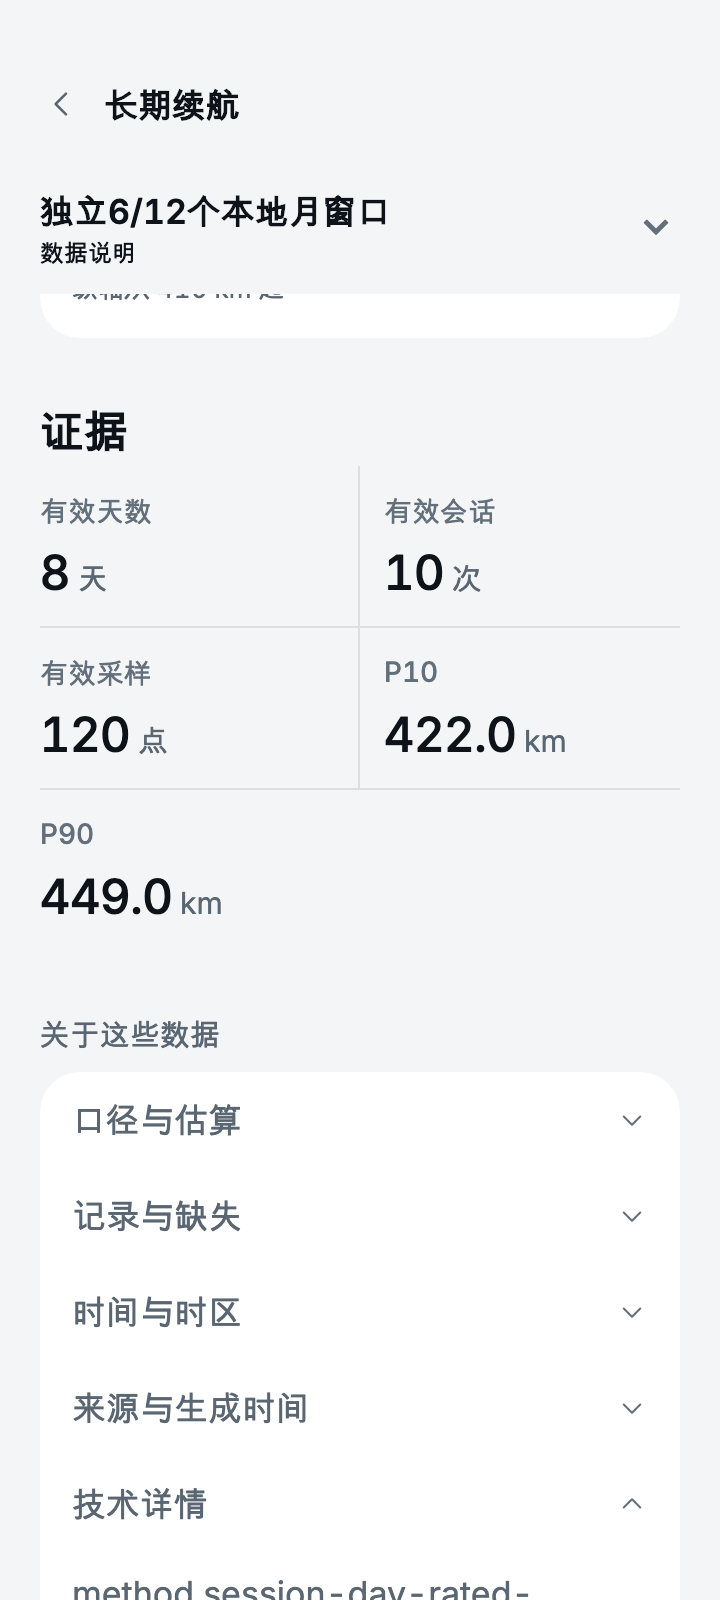 长期续航
独立6/12个本地月窗口
数据说明
证据
有效天数
8 天
有效会话
10 次
有效采样
120 点
P10
422.0 km
P90
449.0 km
关于这些数据
口径与估算
记录与缺失
时间与时区
来源与生成时间
技术详情
method session-day-rated-